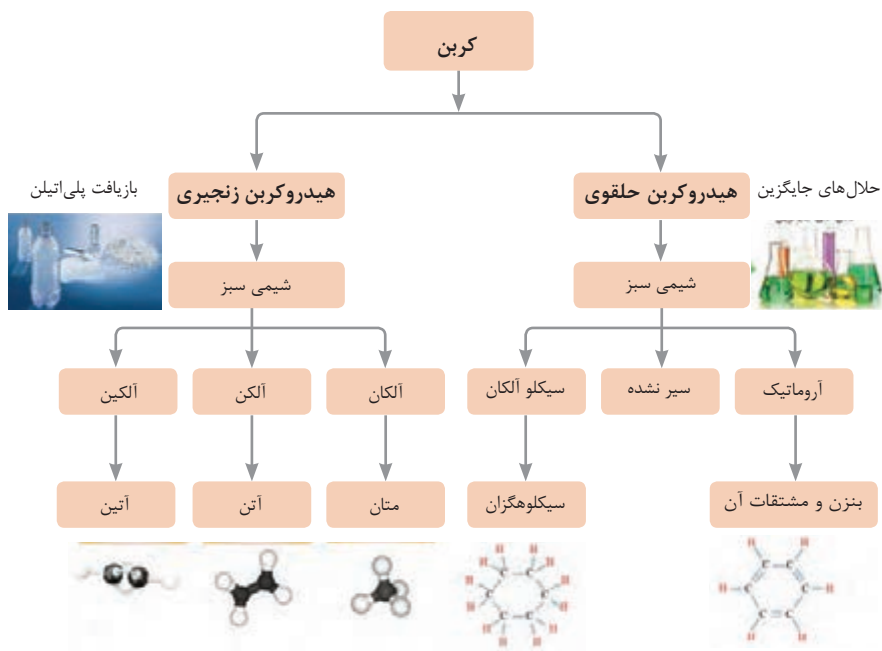 کربن
هیدروکربن حلقوی
هیدروکربن زنجیری
حلال‌های جایگزین
بازیافت پلی‌اتیلن
شیمی سبز
شیمی سبز
آروماتیک
سیر نشده
سیکلو آلکان
آلکان
آلکن
آلکین
بنزن و مشتقات آن
سیکلوهگزان
متان
آتن
آتین
H H
H C H
C C
C C
H C H
H H